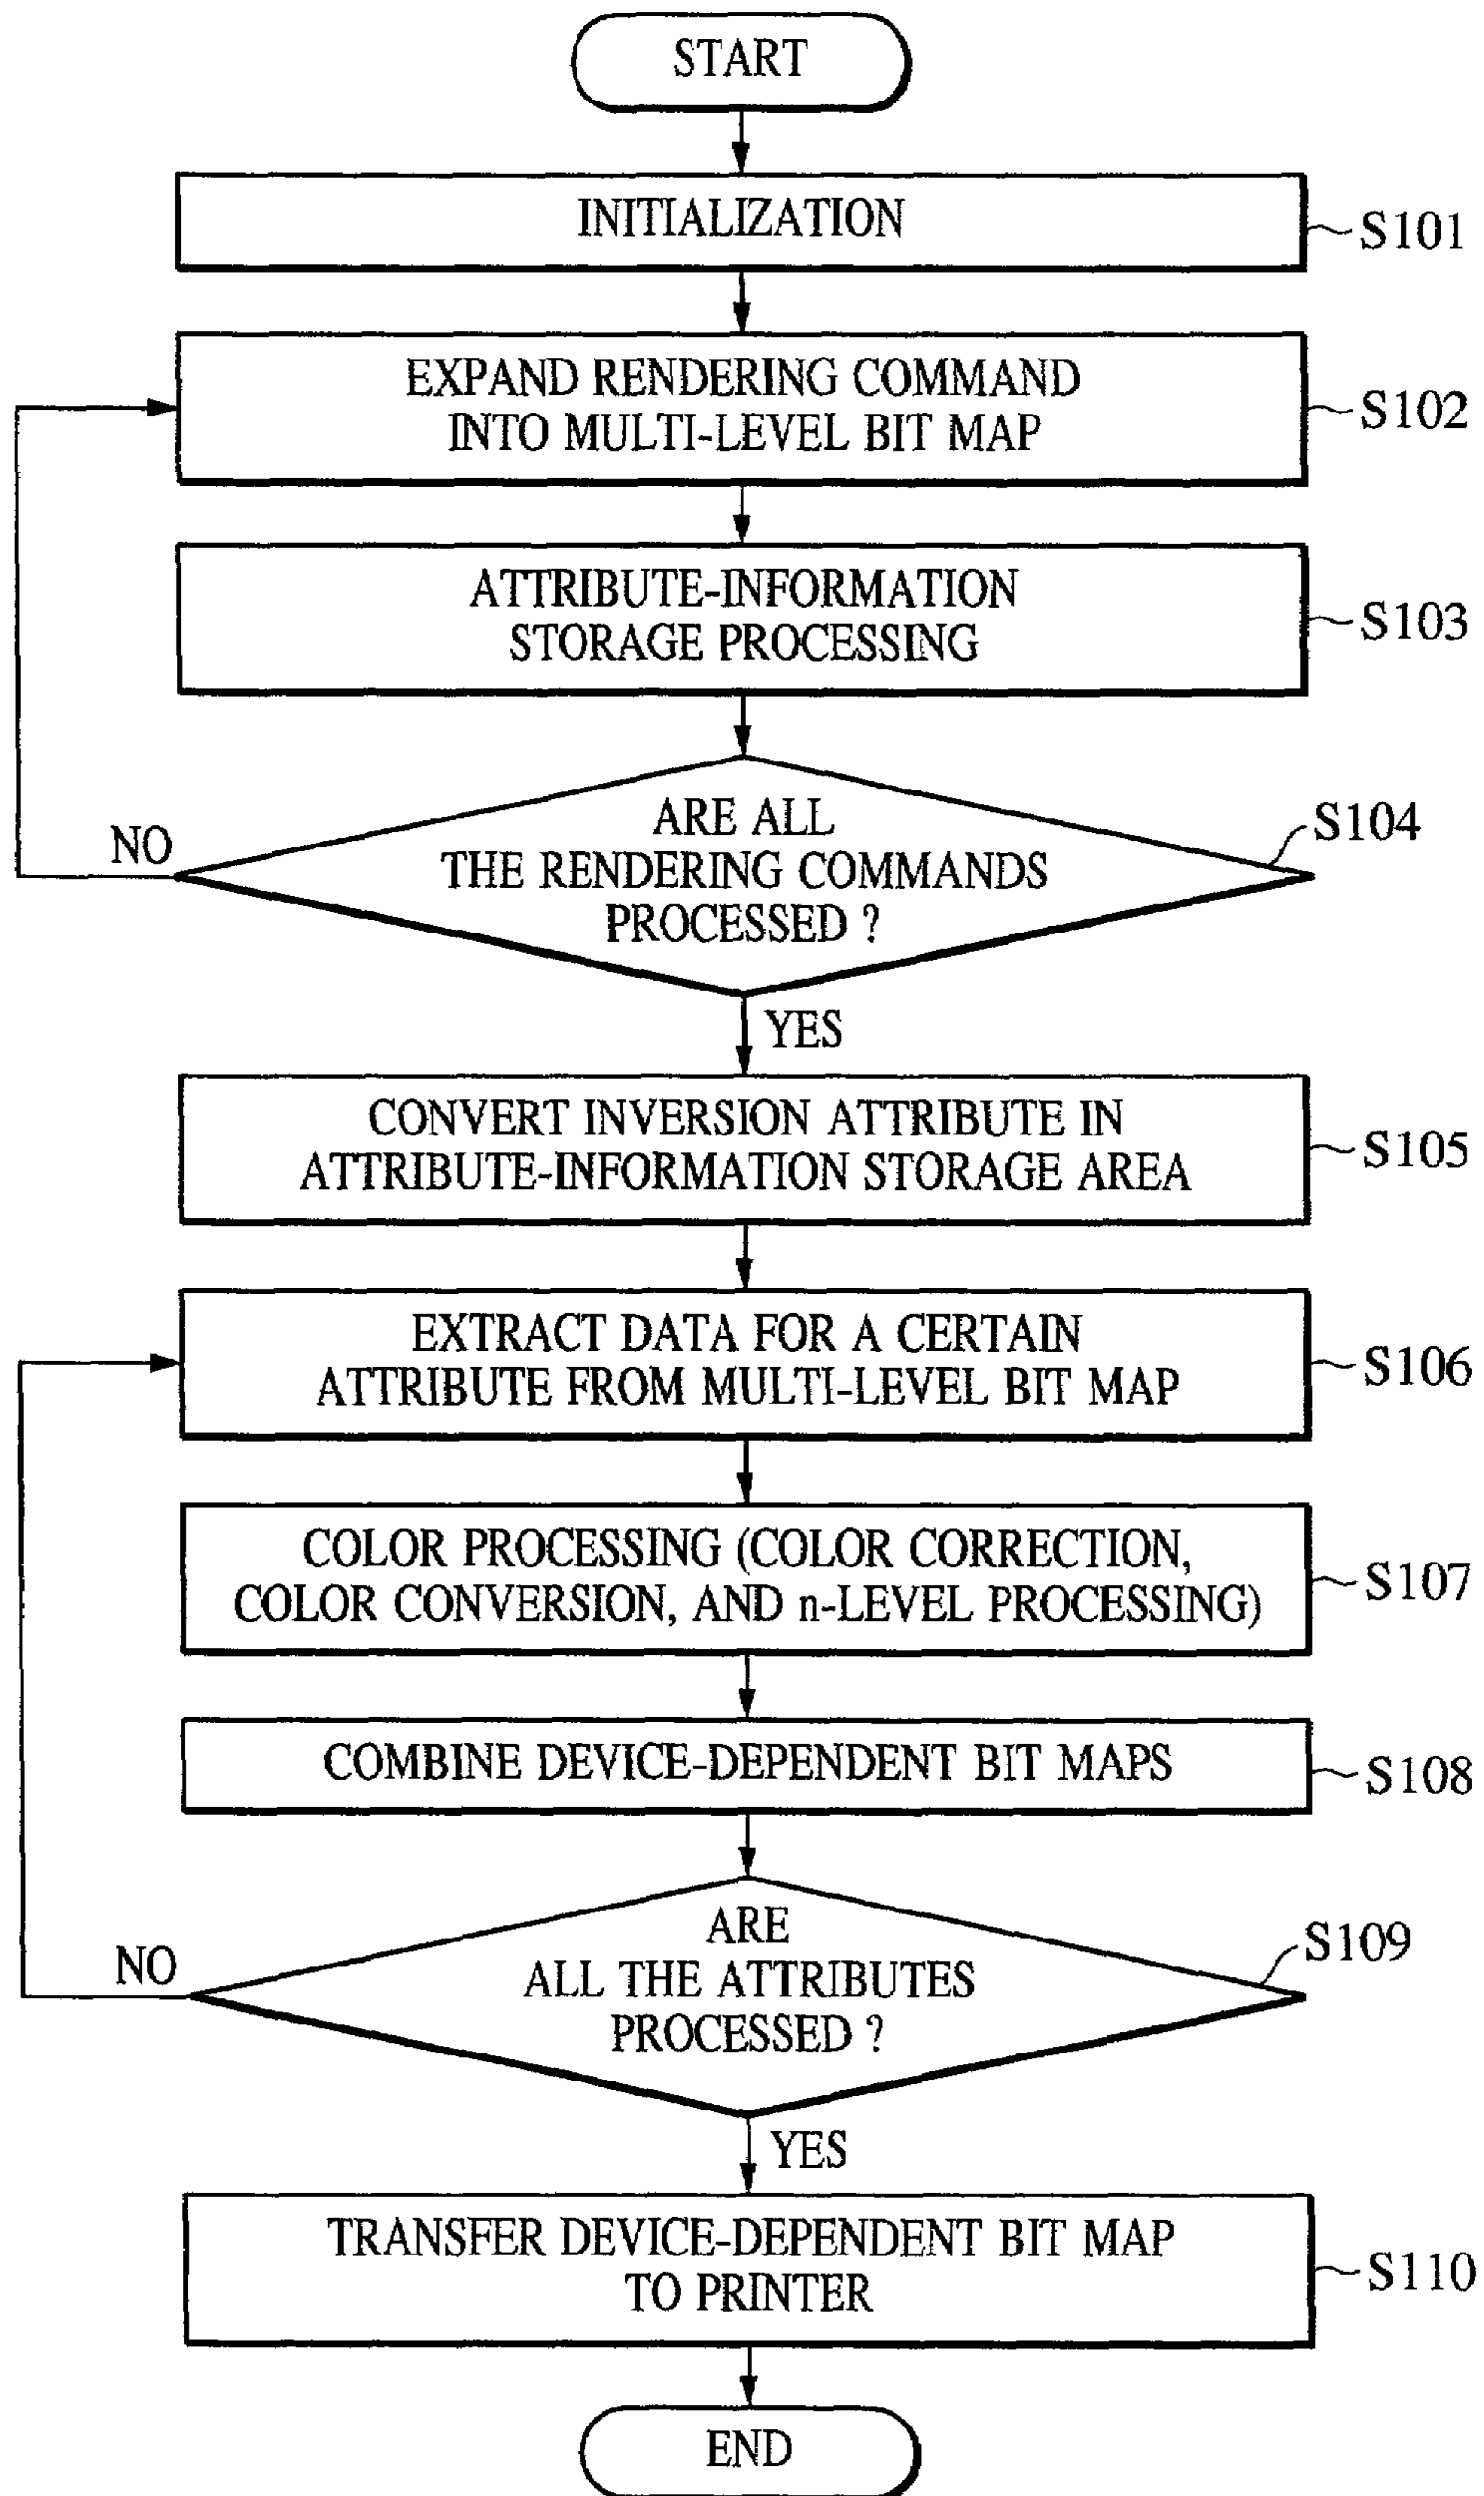 START
INITIALIZATION
S101
EXPAND RENDERING COMMAND
INTO MULTI-LEVEL BIT MAP
S102
ATTRIBUTE-INFORMATION
STORAGE PROCESSING
S103
ARE ALL
THE RENDERING COMMANDS
PROCESSED ?
S104
NO
YES
CONVERT INVERSION ATTRIBUTE IN
ATTRIBUTE-INFORMATION STORAGE AREA
S105
EXTRACT DATA FOR A CERTAIN
ATTRIBUTE FROM MULTI-LEVEL BIT MAP
S106
COLOR PROCESSING (COLOR CORRECTION,
COLOR CONVERSION, AND n-LEVEL PROCESSING)
S107
COMBINE DEVICE-DEPENDENT BIT MAPS
S108
ARE
ALL THE ATTRIBUTES
PROCESSED ?
S109
NO
YES
TRANSFER DEVICE-DEPENDENT BIT MAP
TO PRINTER
S110
END